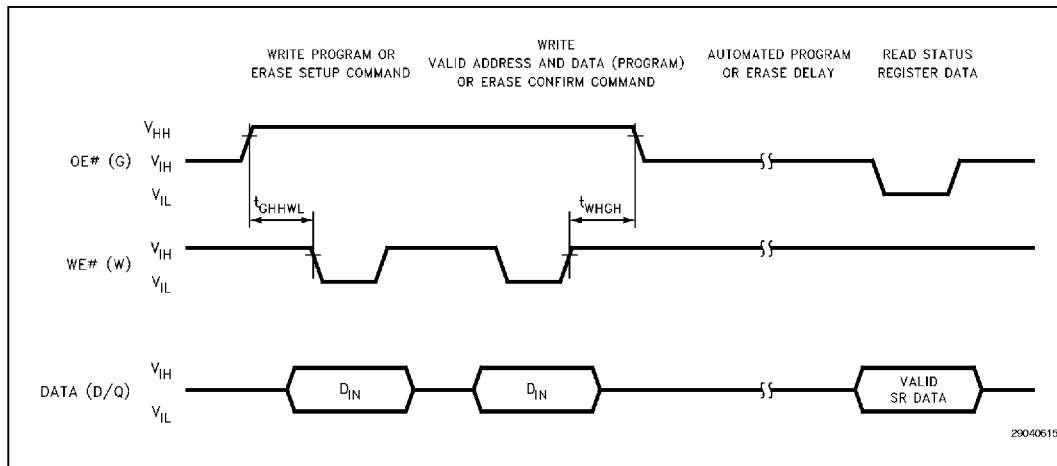 WRITE PROGRAM OR
ERASE SETUP COMMAND
WRITE
VALID ADDRESS AND DATA (PROGRAM)
OR ERASE CONFIRM COMMAND
AUTOMATED PROGRAM
OR ERASE DELAY
READ STATUS
REGISTER DATA
VHH
OE# (G)
VIH
VIL
tGHHWL
tWHGH
VIH
WE# (W)
VIL
VIH
DATA (D/Q)
DIN
DIN
VALID
SR DATA
VIL
29040615